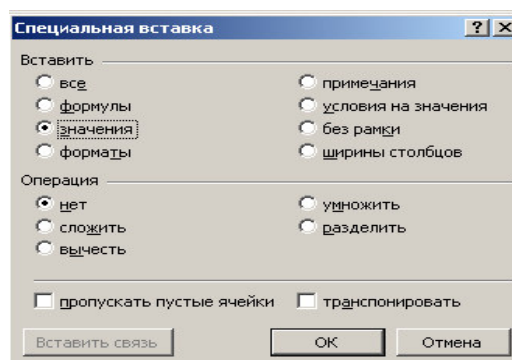 Специальная вставка
Вставить
все
примечания
формулы
условия на значения
значения
без рамки
форматы
ширины столбцов
Операция
нет
умножить
сложить
разделить
вычесть
пропускать пустые ячейки
транспонировать
Вставить связь
ОК
Отмена